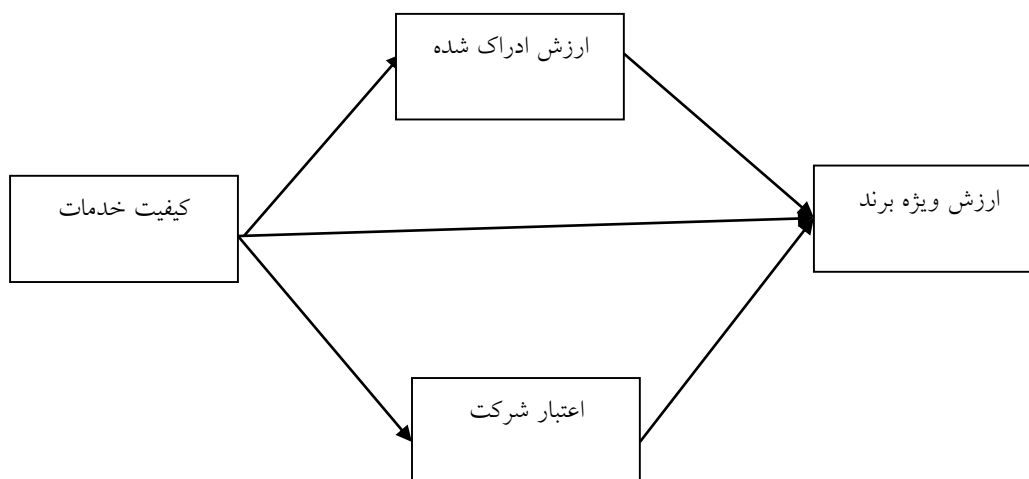 ارزش ادراک شده
ارزش ویژه برند
کیفیت خدمات
اعتبار شرکت